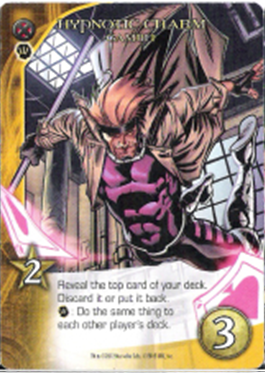 HYPNOTIC CHARM
GAMBIT
2
Reveal the top card of your deck.
Discard it or put it back.
: Do the same thing to
each other player's deck.
3